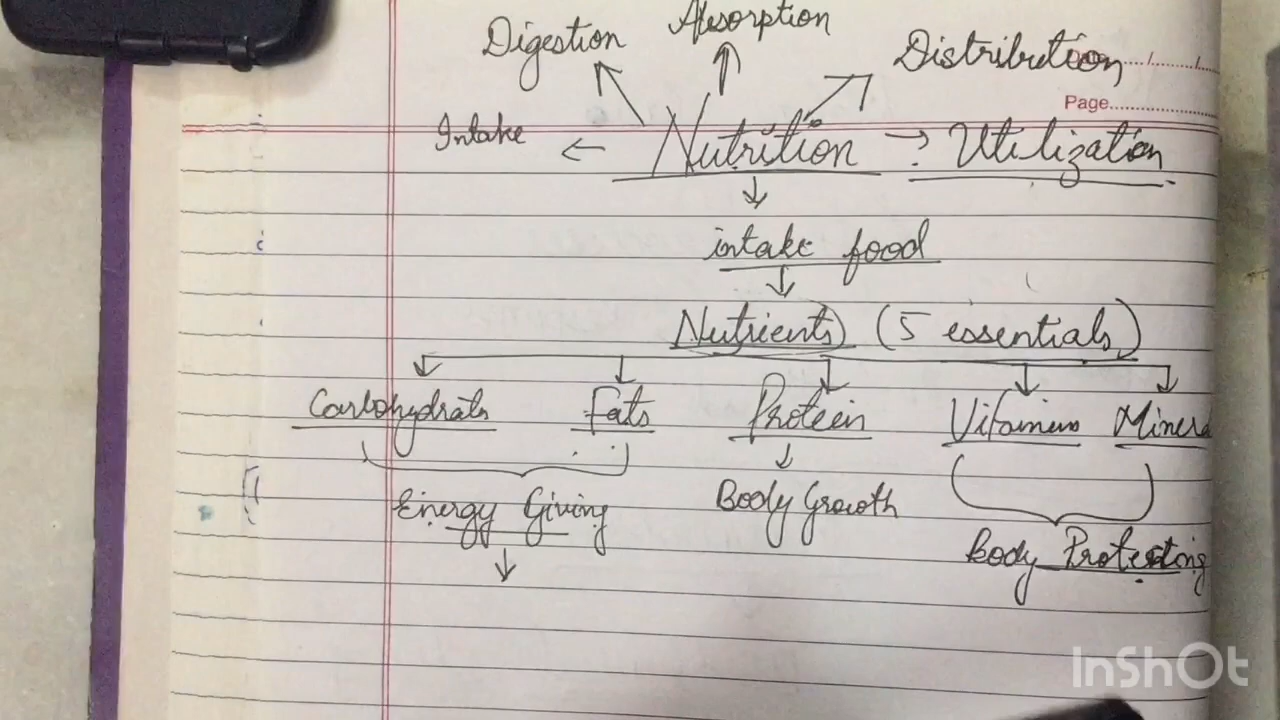 Digestion Absorption Distribution
Page
Intake Nutrition Utilization
intake food
Nutrients (5 essentials)
Carbohydrats Fats Protein Vitamins Minera
Energy Giving Body Growth
Body Protecting
InShOt